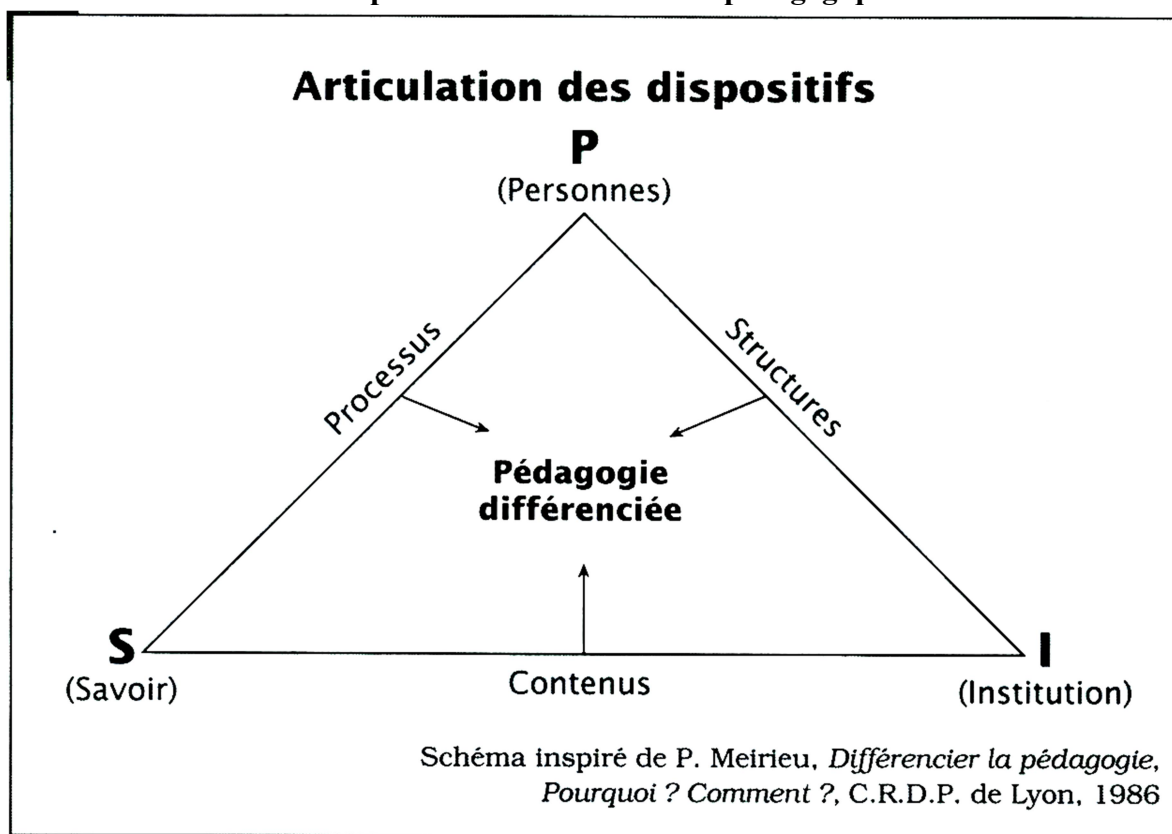 Articulation des dispositifs
P
(Personnes)
Processus
Structures
Pédagogie
différenciée
S
(Savoir)
Contenus
I
(Institution)
Schéma inspiré de P. Meirieu, Différencier la pédagogie,
Pourquoi ? Comment ?, C.R.D.P. de Lyon, 1986